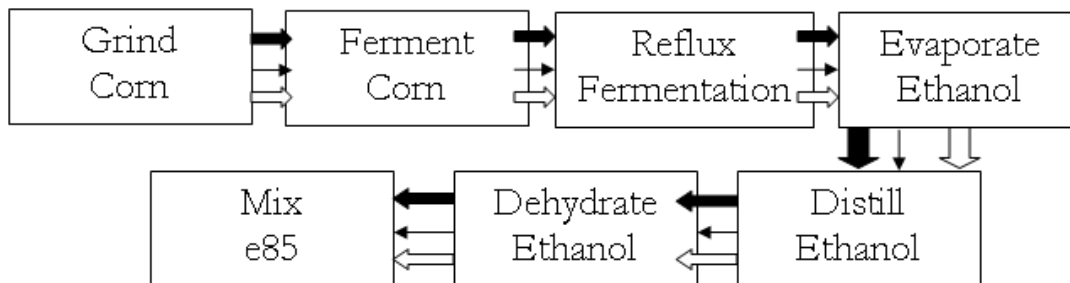 Grind
Corn
Ferment
Corn
Reflux
Fermentation
Evaporate
Ethanol
Mix
e85
Dehydrate
Ethanol
Distill
Ethanol